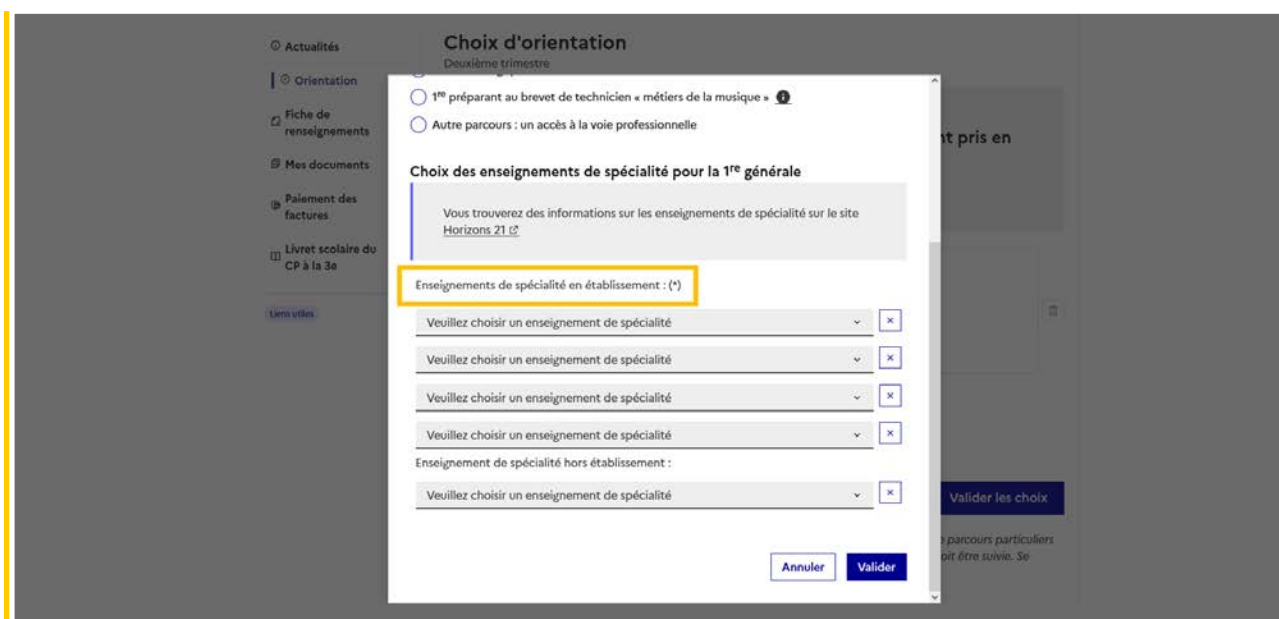 Actualités
Orientation
Fiche de
renseignements
Mes documents
Paiement des
factures
Livret scolaire du
CP à la 3e
Liens utiles
Choix d'orientation
Deuxième trimestre
1re préparant au brevet de technicien « métiers de la musique »
Autre parcours : un accès à la voie professionnelle
Choix des enseignements de spécialité pour la 1re générale
Vous trouverez des informations sur les enseignements de spécialité sur le site
Horizons 21
Enseignements de spécialité en établissement : (*)
Veuillez choisir un enseignement de spécialité
Veuillez choisir un enseignement de spécialité
Veuillez choisir un enseignement de spécialité
Veuillez choisir un enseignement de spécialité
Enseignement de spécialité hors établissement :
Veuillez choisir un enseignement de spécialité
Annuler Valider
pris en
Valider les choix
parcours particuliers
être suivie. Se